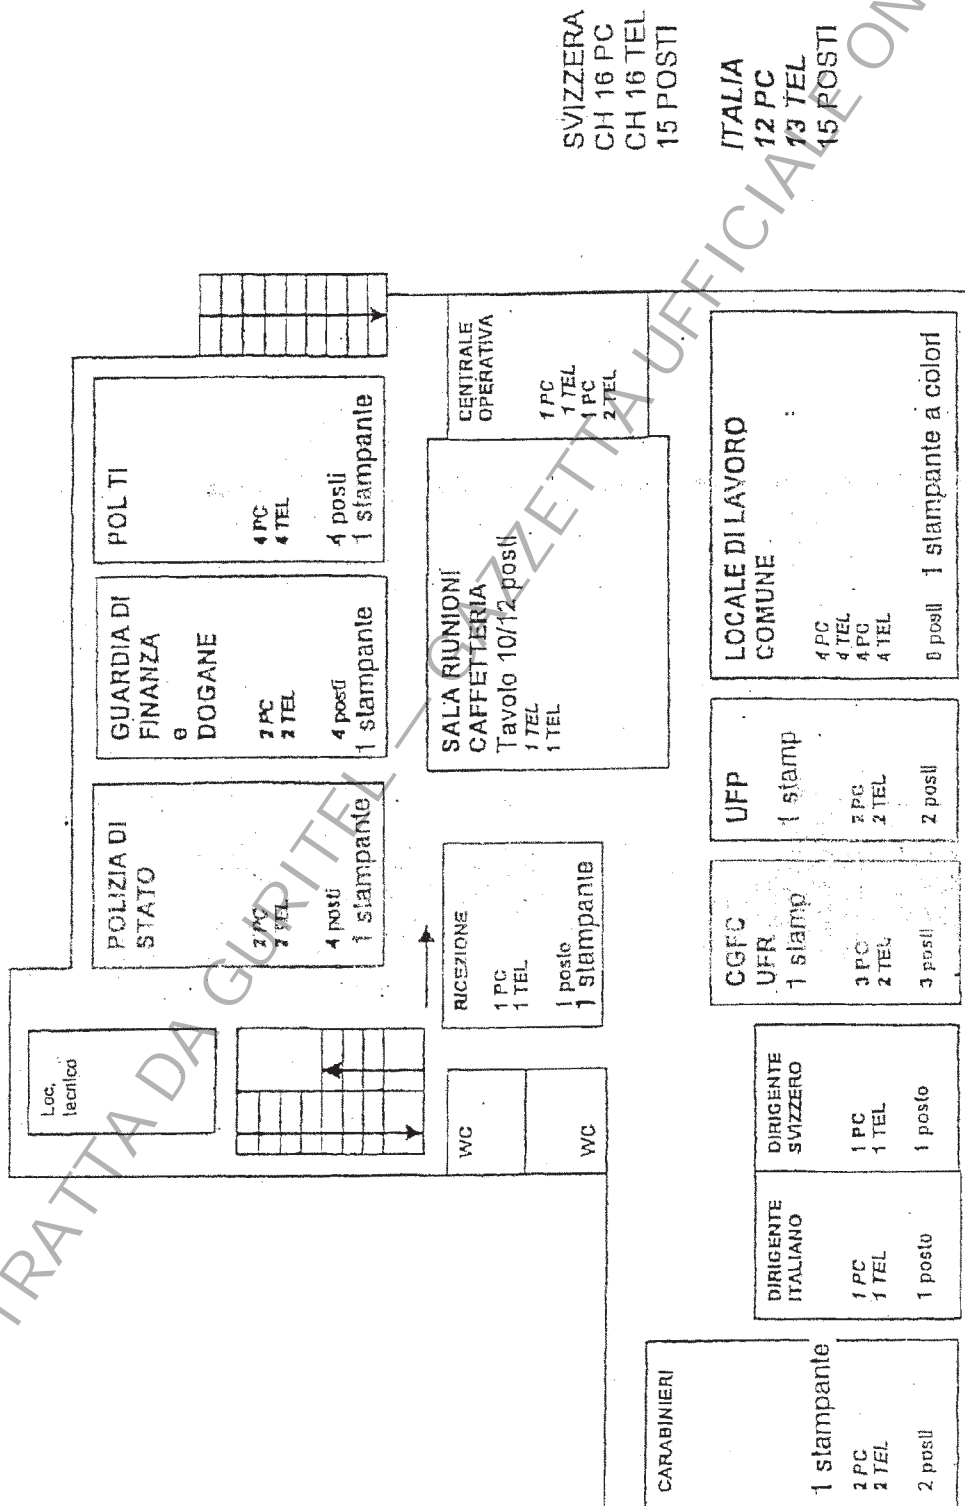 SVIZZERA
CH 16 PC
CH 16 TEL
15 POSTI
ITALIA
12 PC
13 TEL
15 POSTI
POL TI
4 PC
4 TEL
4 posti
1 stampante
GUARDIA DI
FINANZA
e
DOGANE
2 PC
2 TEL
4 posti
1 stampante
POLIZIA DI
STATO
2 PC
2 TEL
4 posti
1 stampante
Loc.
tecnico
CENTRALE
OPERATIVA
1 PC
1 TEL
1 PC
2 TEL
SALA RIUNIONI
CAFFETTERIA
Tavolo 10/12 posti
1 TEL
1 TEL
RICEZIONE
1 PC
1 TEL
1 posto
1 stampante
WC
WC
LOCALE DI LAVORO
COMUNE
4 PC
4 TEL
4 PC
4 TEL
8 posti 1 stampante a colori
UFP
1 stamp
2 PC
2 TEL
2 posti
CGFC
UFR
1 stamp
3 PC
2 TEL
3 posti
DIRIGENTE
SVIZZERO
1 PC
1 TEL
1 posto
DIRIGENTE
ITALIANO
1 PC
1 TEL
1 posto
CARABINIERI
1 stampante
2 PC
2 TEL
2 posti
TRATTA DA GURITEL — GAZZETTA UFFICIALE ON